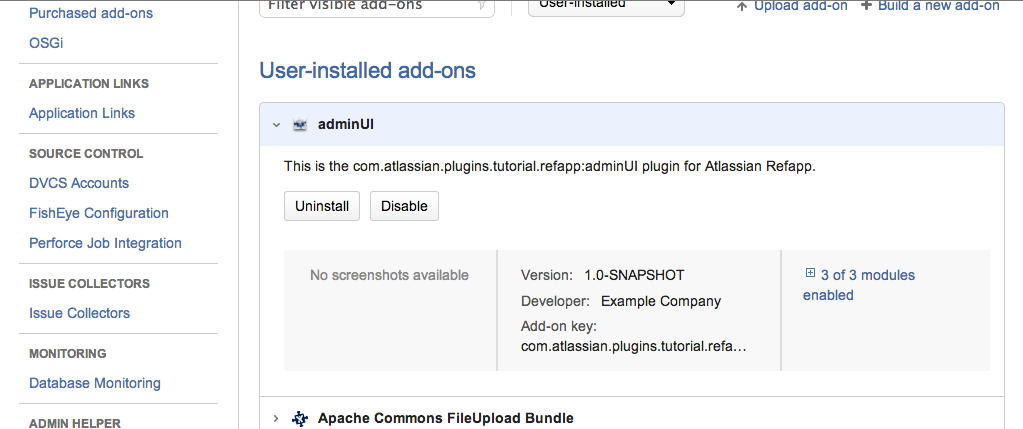 Purchased add-ons
OSGi
APPLICATION LINKS
Application Links
SOURCE CONTROL
DVCS Accounts
FishEye Configuration
Perforce Job Integration
ISSUE COLLECTORS
Issue Collectors
MONITORING
Database Monitoring
ADMIN HELPER
Filter visible add-ons
User-installed
Upload add-on
Build a new add-on
User-installed add-ons
adminUI
This is the com.atlassian.plugins.tutorial.refapp:adminUI plugin for Atlassian Refapp.
Uninstall
Disable
No screenshots available
Version: 1.0-SNAPSHOT
Developer: Example Company
Add-on key:
com.atlassian.plugins.tutorial.refa...
3 of 3 modules
enabled
Apache Commons FileUpload Bundle